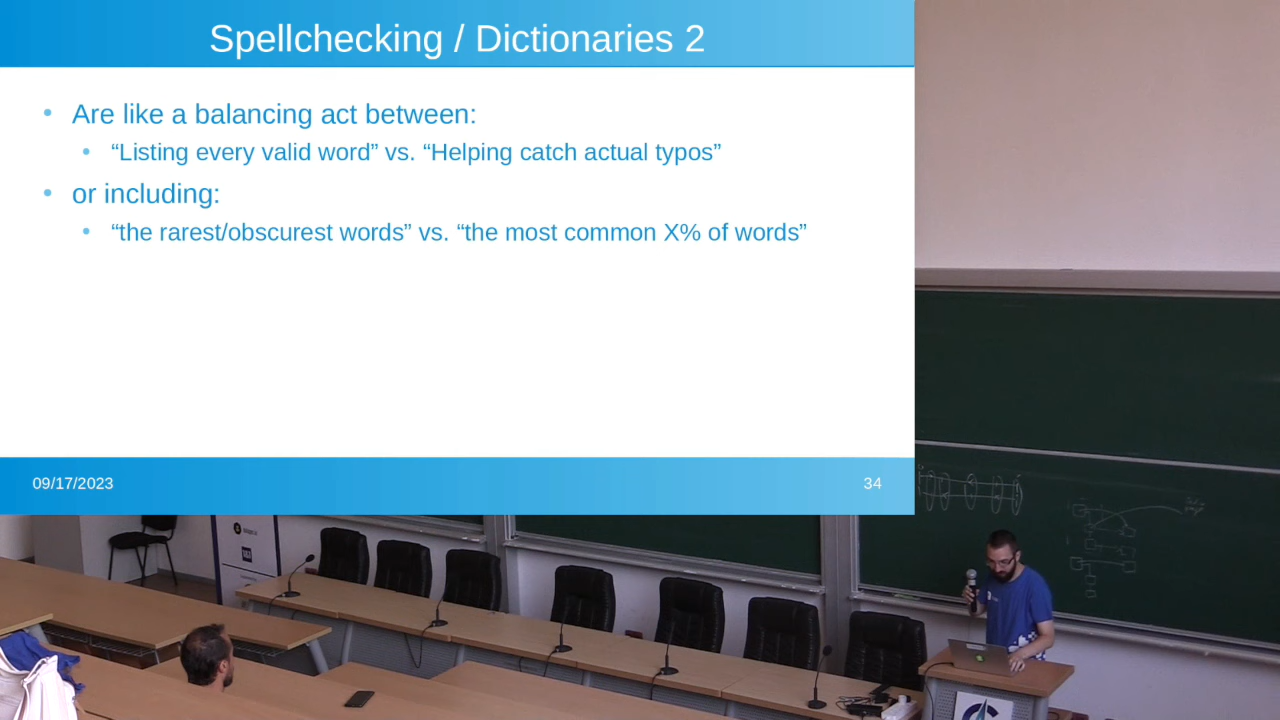 Spellchecking / Dictionaries 2
Are like a balancing act between:
“Listing every valid word” vs. “Helping catch actual typos”
or including:
“the rarest/obscurest words” vs. “the most common X% of words”
09/17/2023
34